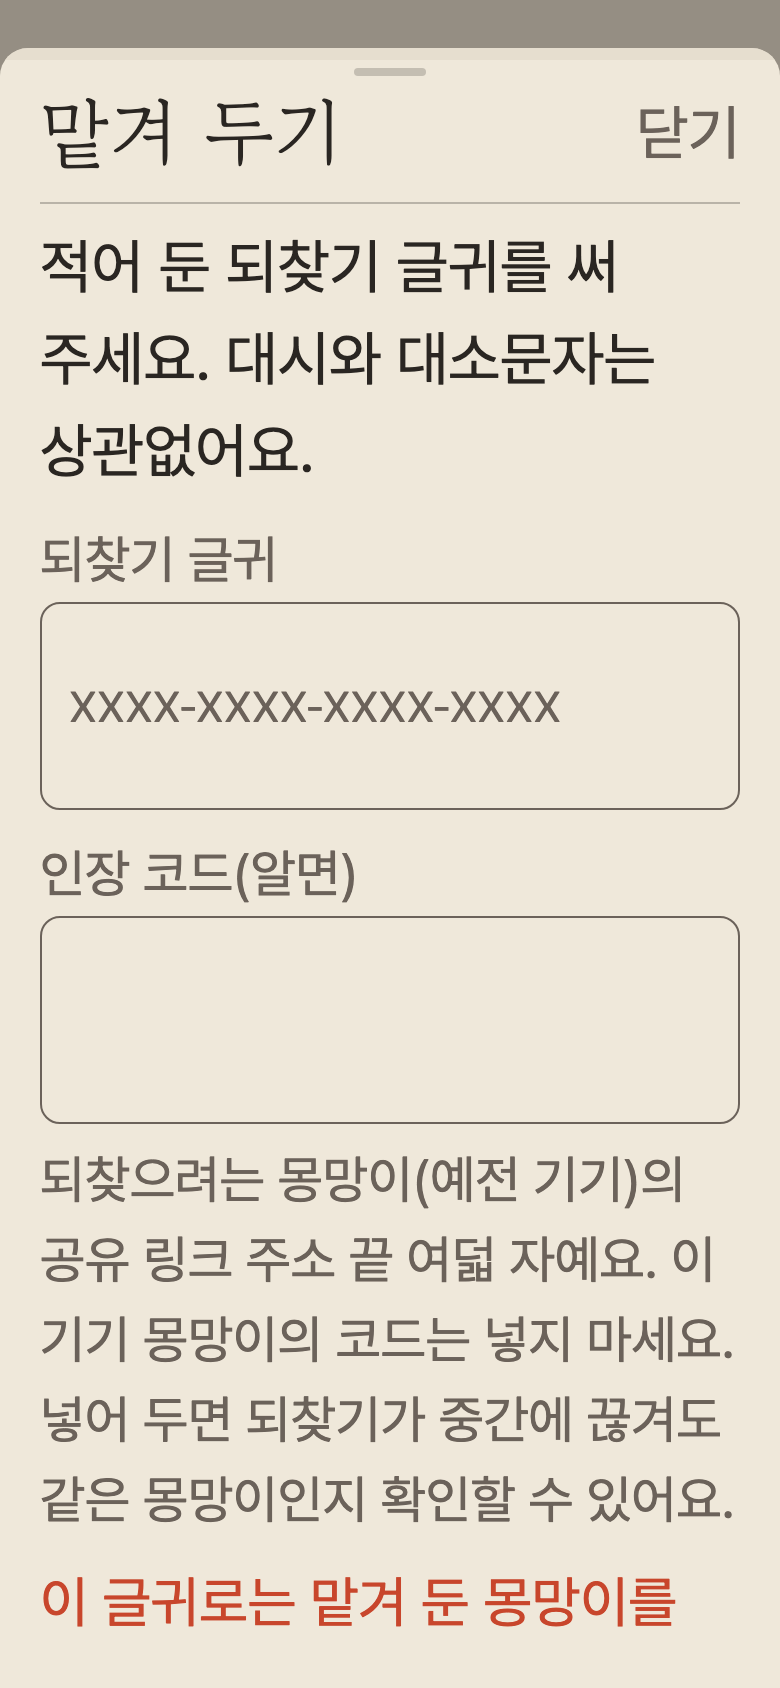 맡겨 두기
닫기
적어 둔 되찾기 글귀를 써
주세요. 대시와 대소문자는
상관없어요.
되찾기 글귀
xxxx-xxxx-xxxx-xxxx
인장 코드(알면)
되찾으려는 몽망이(예전 기기)의
공유 링크 주소 끝 여덟 자예요. 이
기기 몽망이의 코드는 넣지 마세요.
넣어 두면 되찾기가 중간에 끊겨도
같은 몽망이인지 확인할 수 있어요.
이 글귀로는 맡겨 둔 몽망이를